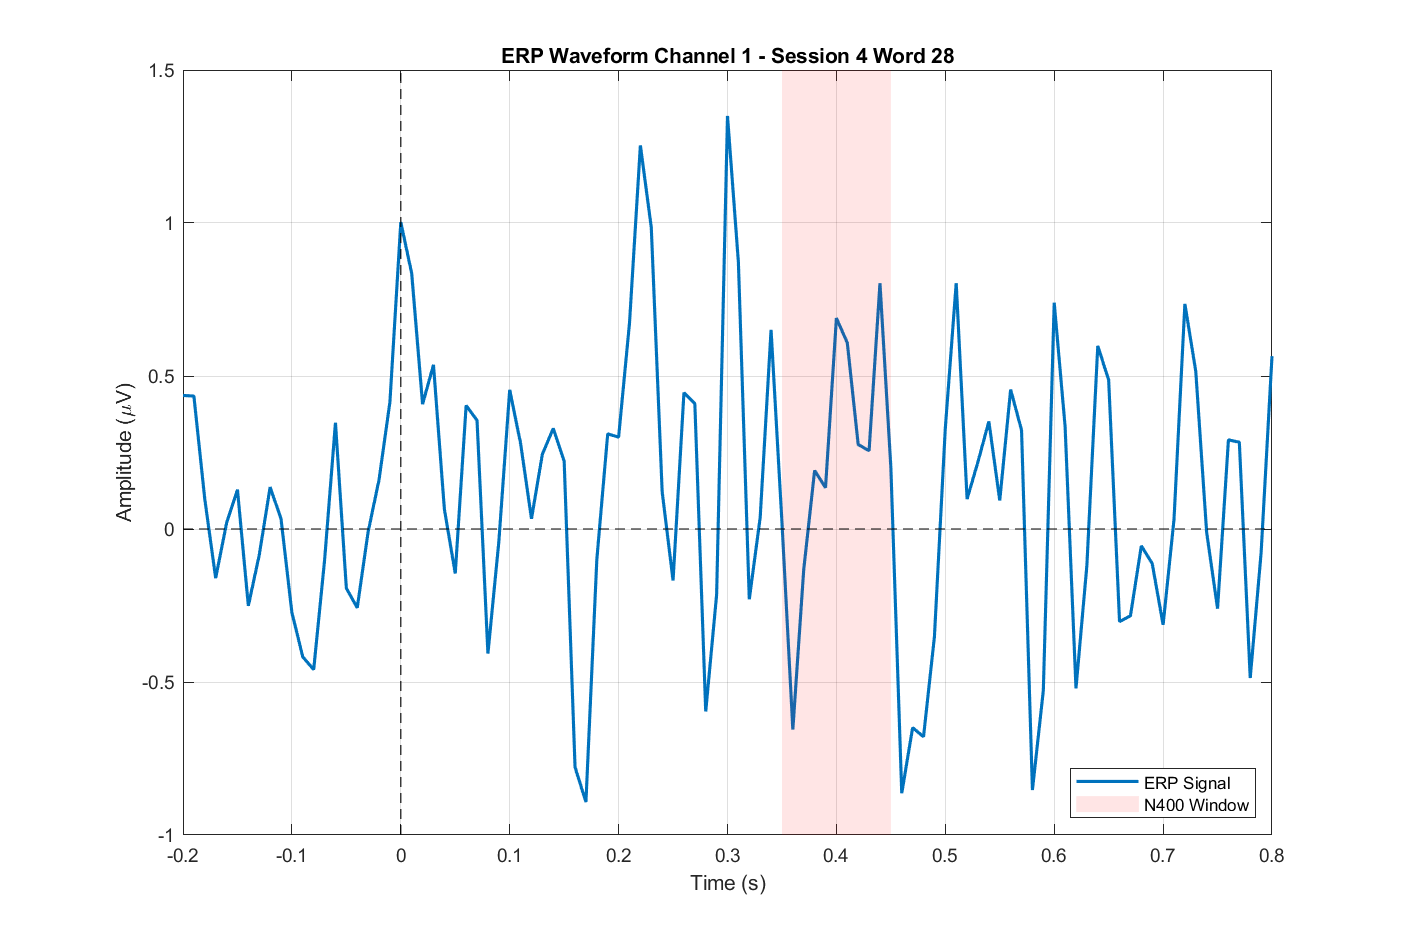 ERP Waveform Channel 1 - Session 4 Word 28
1.5
1
0.5
0
-0.5
-1
Amplitude (μV)
-0.2 -0.1 0 0.1 0.2 0.3 0.4 0.5 0.6 0.7 0.8
Time (s)
ERP Signal
N400 Window